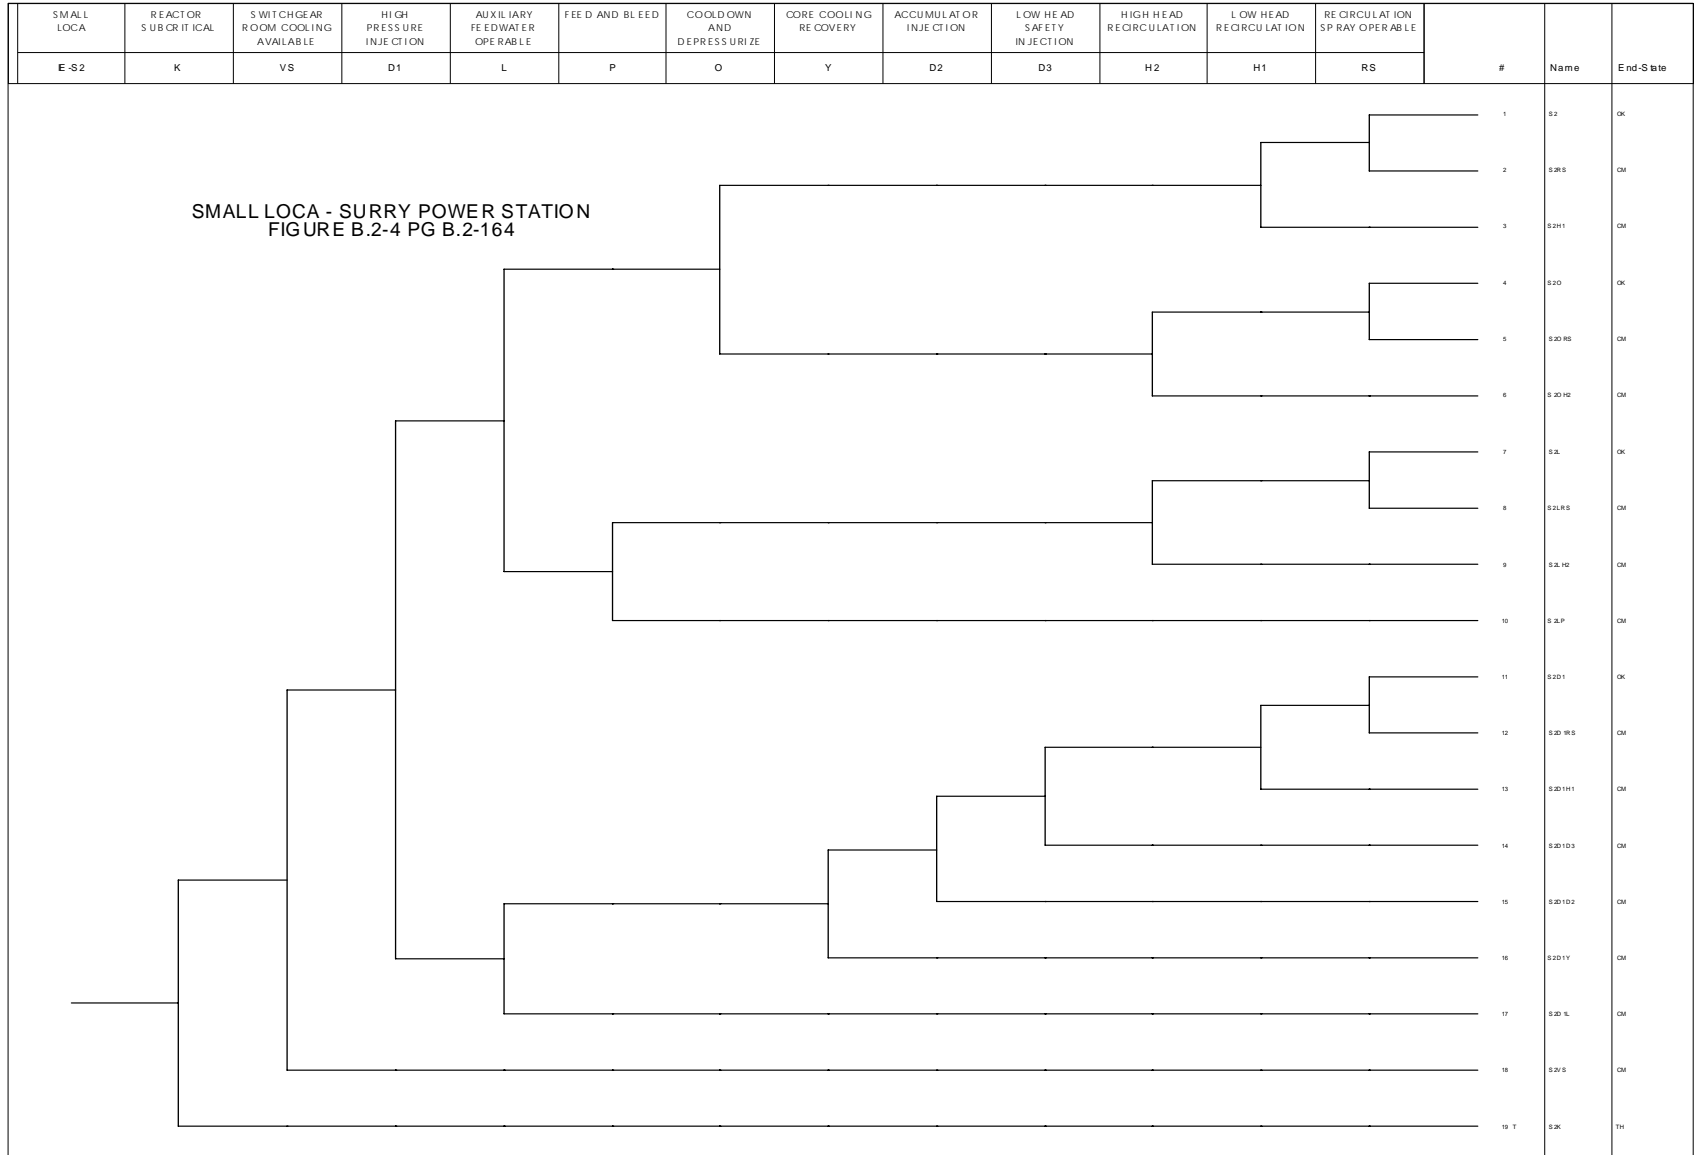 SMALL
LOCA
REACTOR
SUBCRITICAL
SWITCHGEAR
ROOM COOLING
AVAILABLE
HIGH
PRESSURE
INJECTION
AUXILIARY
FEEDWATER
OPERABLE
FEED AND BLEED
COOLDOWN
AND
DEPRESSURIZE
CORE COOLING
RECOVERY
ACCUMULATOR
INJECTION
LOW HEAD
SAFETY
INJECTION
HIGH HEAD
RECIRCULATION
LOW HEAD
RECIRCULATION
RECIRCULATION
SPRAY OPERABLE
IE-S2 K VS D1 L P O Y D2 D3 H2 H1 RS # Name End-State
SMALL LOCA - SURRY POWER STATION
FIGURE B.2-4 PG B.2-164
1 S2 OK
2 S2RS CM
3 S2H1 CM
4 S2O OK
5 S2ORS CM
6 S2OH2 CM
7 S2L OK
8 S2LRS CM
9 S2LH2 CM
10 S2LP CM
11 S2D1 OK
12 S2D1RS CM
13 S2D1H1 CM
14 S2D1D3 CM
15 S2D1D2 CM
16 S2D1Y CM
17 S2D1L CM
18 S2VS CM
19 T S2K TH